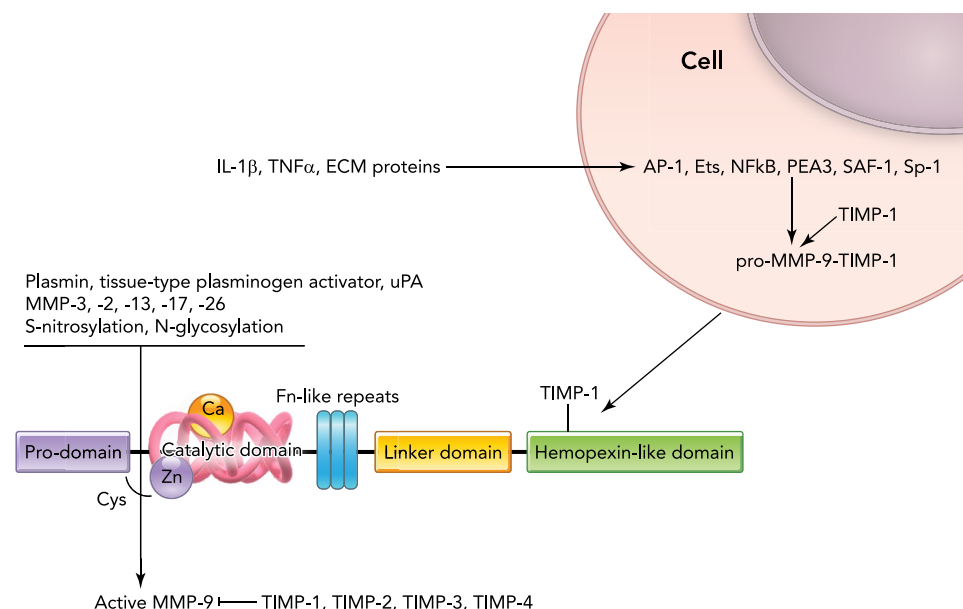 Cell
IL-1β, TNFα, ECM proteins
AP-1, Ets, NFkB, PEA3, SAF-1, Sp-1
TIMP-1
pro-MMP-9-TIMP-1
Plasmin, tissue-type plasminogen activator, uPA
MMP-3, -2, -13, -17, -26
S-nitrosylation, N-glycosylation
TIMP-1
Fn-like repeats
Ca
Pro-domain
Catalytic domain
Linker domain
Hemopexin-like domain
Zn
Cys
Active MMP-9
TIMP-1, TIMP-2, TIMP-3, TIMP-4